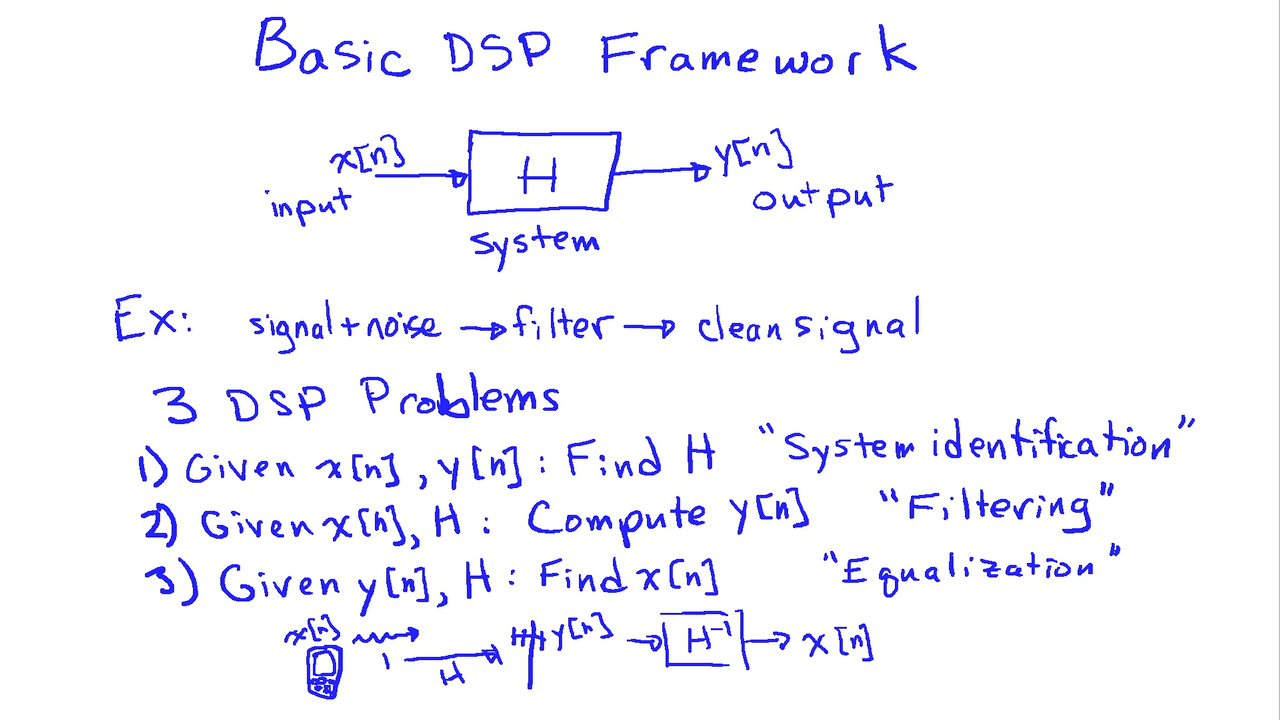 Basic DSP Framework
x[n] H y[n]
input output
system
Ex: signal + noise → filter → clean signal
3 DSP Problems
1) Given x[n], y[n]: Find H "System identification"
2) Given x[n], H: Compute y[n] "Filtering"
3) Given y[n], H: Find x[n] "Equalization"
x[n] H y[n] → H⁻¹ → x[n]